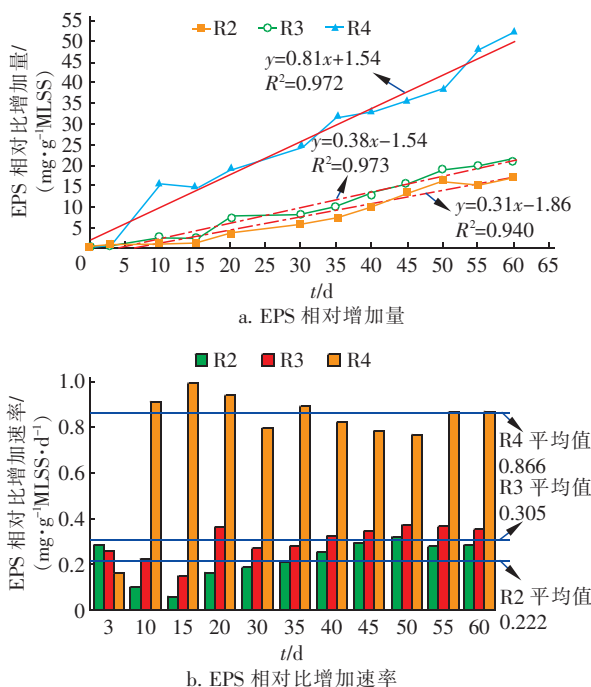 R2 R3 R4
EPS 相对比增加量/
(mg·g⁻¹MLSS)
55
50
45
40
35
30
25
20
15
10
5
0
y=0.81x+1.54
R²=0.972
y=0.38x−1.54
R²=0.973
y=0.31x−1.86
R²=0.940
0 5 10 15 20 25 30 35 40 45 50 55 60 65
t/d
a. EPS 相对增加量
R2 R3 R4
EPS 相对比增加速率/
(mg·g⁻¹MLSS·d⁻¹)
1.0
0.8
0.6
0.4
0.2
0
R4 平均值
0.866
R3 平均值
0.305
R2 平均值
0.222
3 10 15 20 30 35 40 45 50 55 60
t/d
b. EPS 相对比增加速率